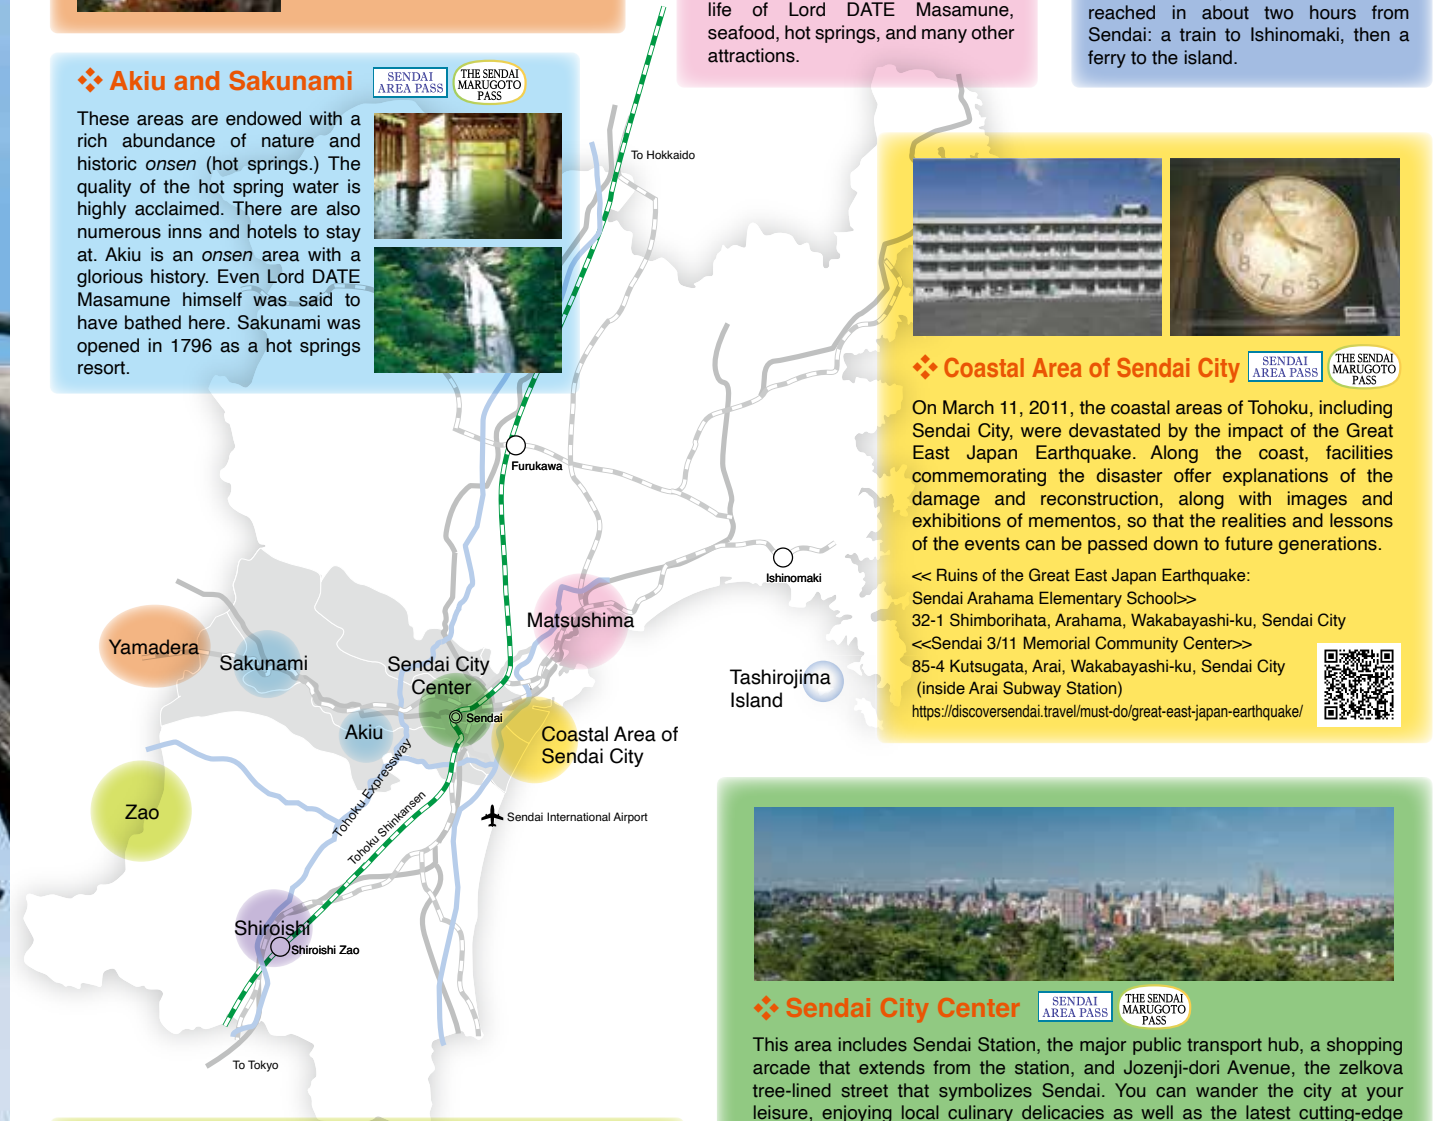 life of Lord DATE Masamune,
seafood, hot springs, and many other
attractions.
reached in about two hours from
Sendai: a train to Ishinomaki, then a
ferry to the island.
Akiu and Sakunami
SENDAI
AREA PASS
THE SENDAI
MARUGOTO
PASS
These areas are endowed with a
rich abundance of nature and
historic onsen (hot springs.) The
quality of the hot spring water is
highly acclaimed. There are also
numerous inns and hotels to stay
at. Akiu is an onsen area with a
glorious history. Even Lord DATE
Masamune himself was said to
have bathed here. Sakunami was
opened in 1796 as a hot springs
resort.
To Hokkaido
Furukawa
Ishinomaki
Matsushima
Yamadera
Sakunami
Sendai City
Center
Sendai
Akiu
Coastal Area of
Sendai City
Tashirojima
Island
Zao
Tohoku Expressway
Tohoku Shinkansen
Sendai International Airport
Shiroishi
Shiroishi Zao
To Tokyo
Coastal Area of Sendai City
SENDAI
AREA PASS
THE SENDAI
MARUGOTO
PASS
On March 11, 2011, the coastal areas of Tohoku, including
Sendai City, were devastated by the impact of the Great
East Japan Earthquake. Along the coast, facilities
commemorating the disaster offer explanations of the
damage and reconstruction, along with images and
exhibitions of mementos, so that the realities and lessons
of the events can be passed down to future generations.
<< Ruins of the Great East Japan Earthquake:
Sendai Arahama Elementary School>>
32-1 Shimborihata, Arahama, Wakabayashi-ku, Sendai City
<<Sendai 3/11 Memorial Community Center>>
85-4 Kutsugata, Arai, Wakabayashi-ku, Sendai City
(inside Arai Subway Station)
https://discoversendai.travel/must-do/great-east-japan-earthquake/
Sendai City Center
SENDAI
AREA PASS
THE SENDAI
MARUGOTO
PASS
This area includes Sendai Station, the major public transport hub, a shopping
arcade that extends from the station, and Jozenji-dori Avenue, the zelkova
tree-lined street that symbolizes Sendai. You can wander the city at your
leisure, enjoying local culinary delicacies as well as the latest cutting-edge